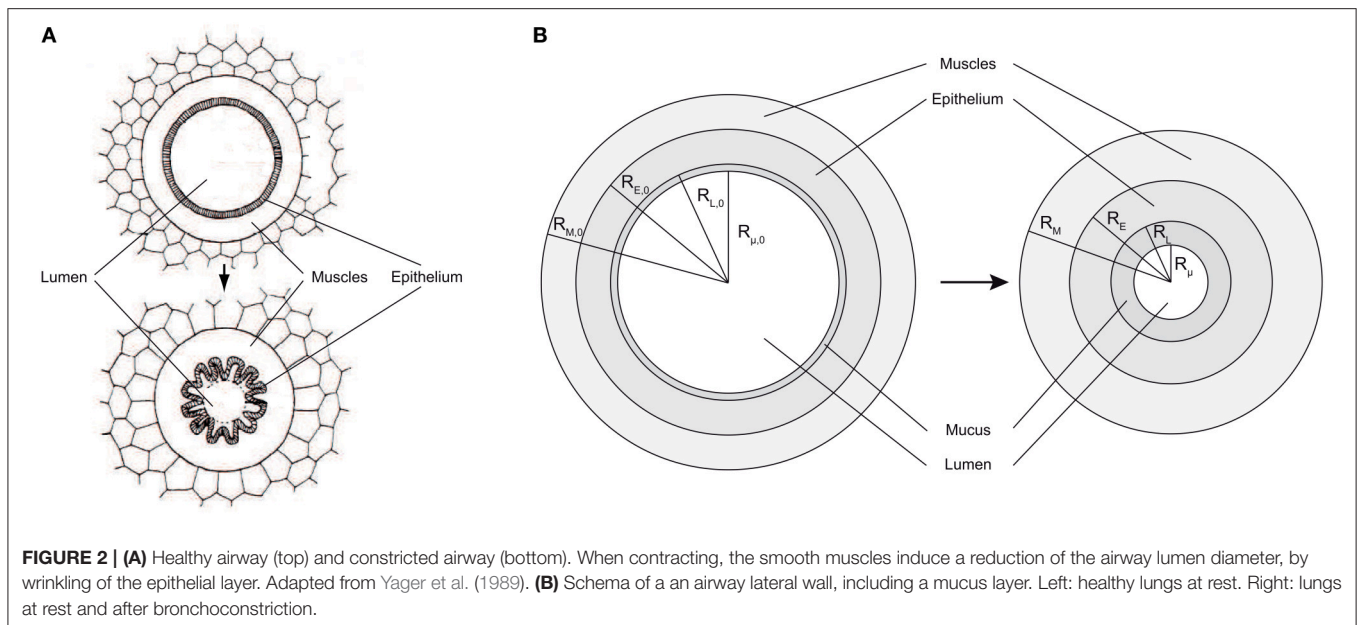 A
Lumen
Muscles
Epithelium
B
Muscles
Epithelium
R_E,0
R_L,0
R_M,0
R_μ,0
R_M
R_E
R_L
R_μ
Mucus
Lumen
FIGURE 2 | (A) Healthy airway (top) and constricted airway (bottom). When contracting, the smooth muscles induce a reduction of the airway lumen diameter, by
wrinkling of the epithelial layer. Adapted from Yager et al. (1989). (B) Schema of a an airway lateral wall, including a mucus layer. Left: healthy lungs at rest. Right: lungs
at rest and after bronchoconstriction.